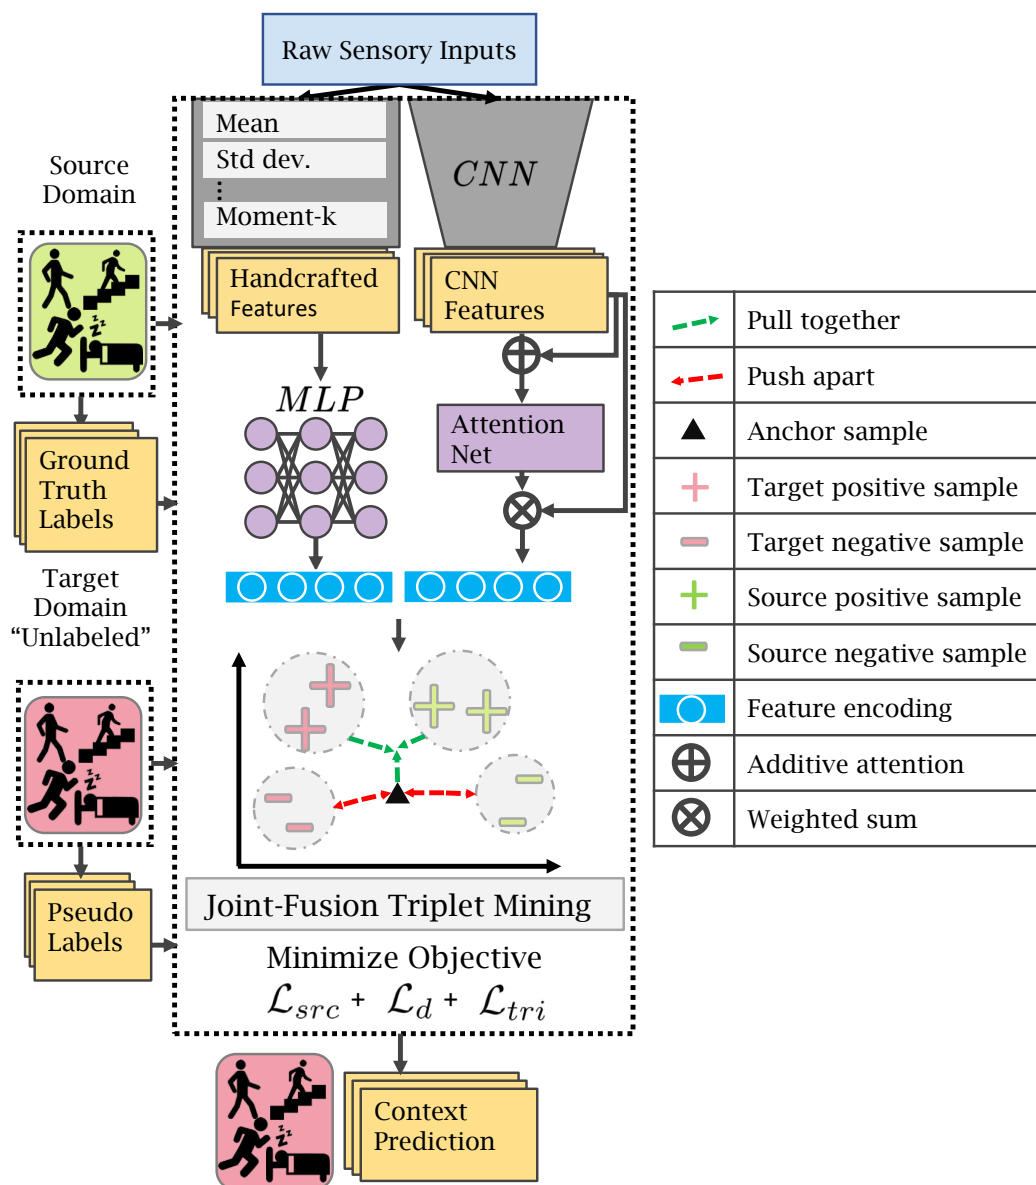 Raw Sensory Inputs
Mean
Std dev.
Moment-k
CNN
Source
Domain
Handcrafted
Features
CNN
Features
MLP
Attention
Net
Ground
Truth
Labels
Target
Domain
“Unlabeled”
Pseudo
Labels
Joint-Fusion Triplet Mining
Minimize Objective
ℒsrc + ℒd + ℒtri
Context
Prediction
Pull together
Push apart
Anchor sample
Target positive sample
Target negative sample
Source positive sample
Source negative sample
Feature encoding
Additive attention
Weighted sum
zzz
zzz
zzz